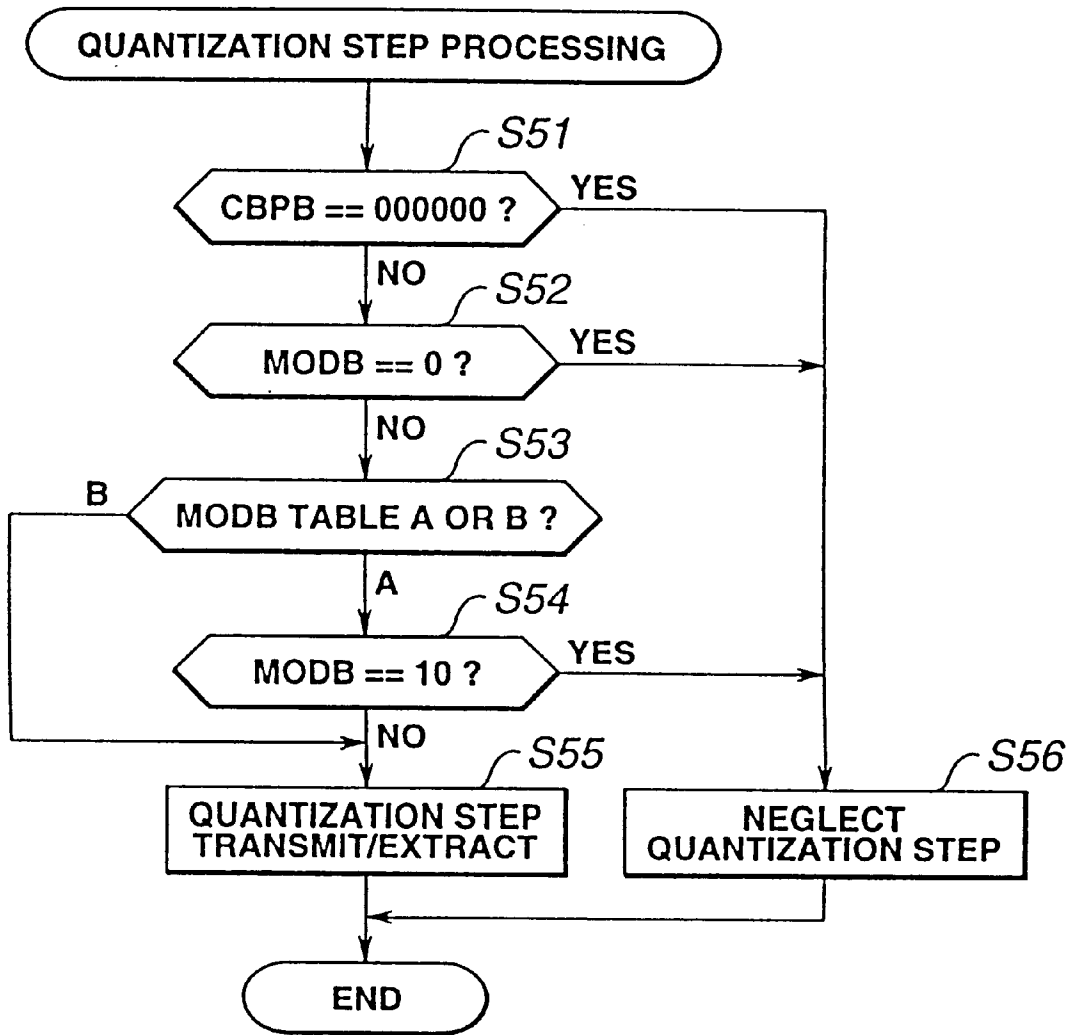 QUANTIZATION STEP PROCESSING
S51
CBPB == 000000 ?
YES
NO
S52
MODB == 0 ?
YES
NO
S53
B
MODB TABLE A OR B ?
A
S54
MODB == 10 ?
YES
NO
S55
QUANTIZATION STEP
TRANSMIT/EXTRACT
S56
NEGLECT
QUANTIZATION STEP
END